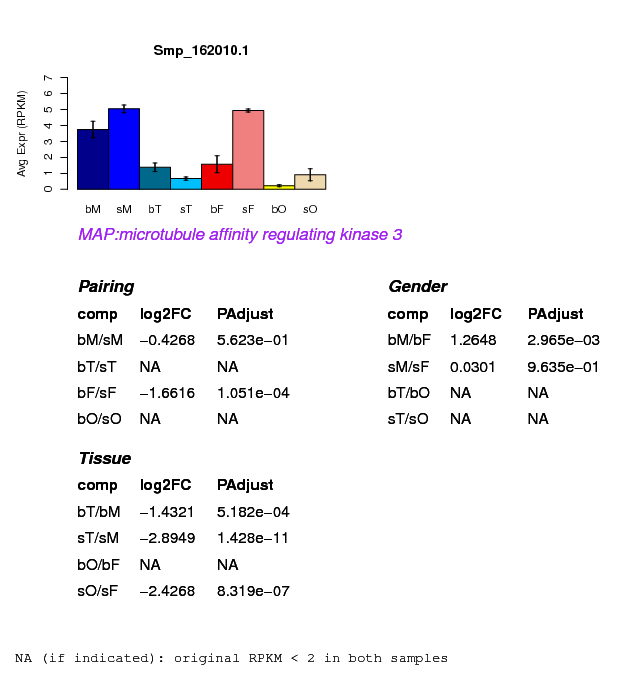 Smp_162010.1
Avg Expr (RPKM)
0 1 2 3 4 5 6 7
bM sM bT sT bF sF bO sO
MAP:microtubule affinity regulating kinase 3
Pairing
comp log2FC PAdjust
bM/sM −0.4268 5.623e−01
bT/sT NA NA
bF/sF −1.6616 1.051e−04
bO/sO NA NA
Gender
comp log2FC PAdjust
bM/bF 1.2648 2.965e−03
sM/sF 0.0301 9.635e−01
bT/bO NA NA
sT/sO NA NA
Tissue
comp log2FC PAdjust
bT/bM −1.4321 5.182e−04
sT/sM −2.8949 1.428e−11
bO/bF NA NA
sO/sF −2.4268 8.319e−07
NA (if indicated): original RPKM < 2 in both samples